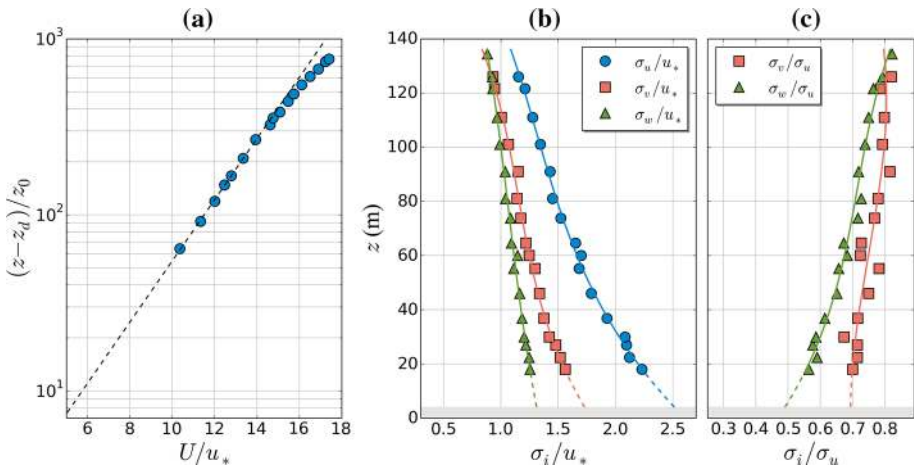 (a)
(b)
(c)
10³
10²
10¹
(z−z_d)/z₀
6 8 10 12 14 16 18
U/u_*
140
120
100
80
60
40
20
0
z (m)
σ_u/u_*
σ_v/u_*
σ_w/u_*
0.5 1.0 1.5 2.0 2.5
σ_i/u_*
σ_v/σ_u
σ_w/σ_u
0.3 0.4 0.5 0.6 0.7 0.8
σ_i/σ_u